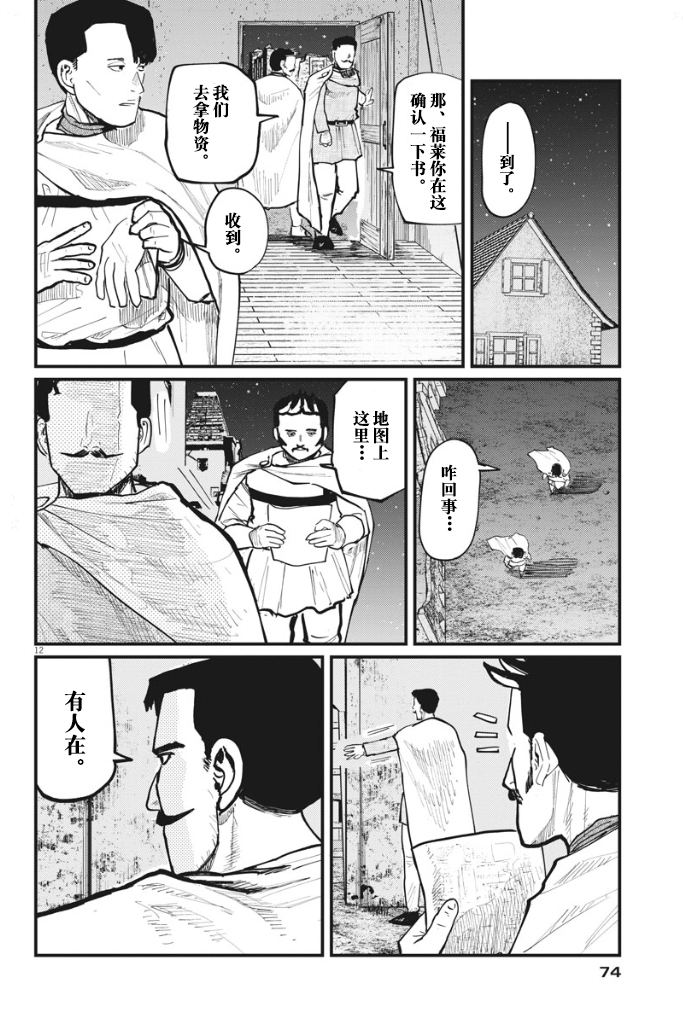 ——到了。
那、福莱你在这
确认一下书。
我们
去拿物资。
收到。
咋回事…
地图上
这里…
12
有人在。
74